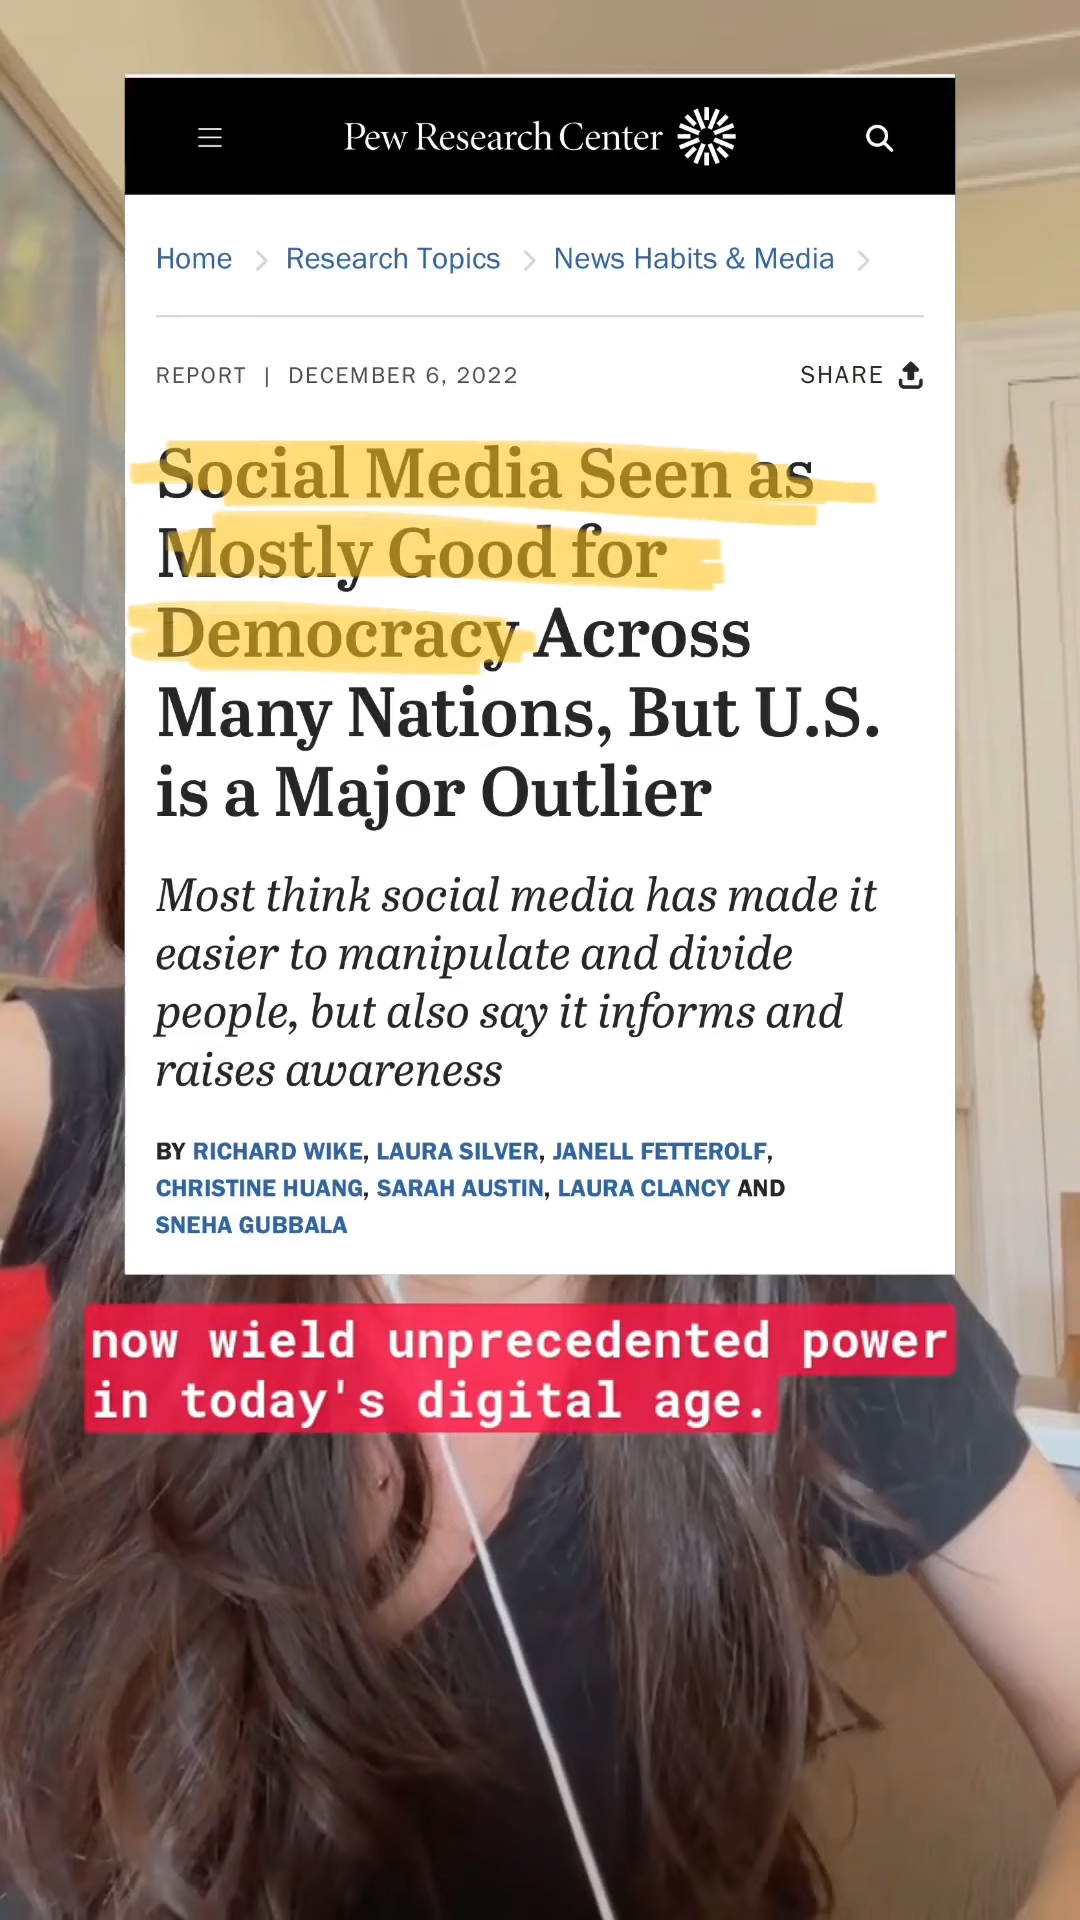 Pew Research Center
Home > Research Topics > News Habits & Media >
REPORT | DECEMBER 6, 2022 SHARE
Social Media Seen as
Mostly Good for
Democracy Across
Many Nations, But U.S.
is a Major Outlier
Most think social media has made it
easier to manipulate and divide
people, but also say it informs and
raises awareness
BY RICHARD WIKE, LAURA SILVER, JANELL FETTEROLF,
CHRISTINE HUANG, SARAH AUSTIN, LAURA CLANCY AND
SNEHA GUBBALA
now wield unprecedented power
in today's digital age.